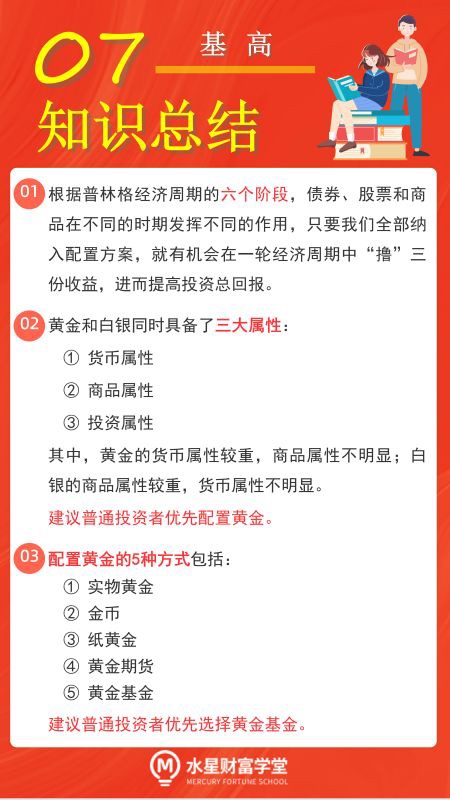 07
基高
知识总结
01
根据普林格经济周期的六个阶段，债券、股票和商
品在不同的时期发挥不同的作用，只要我们全部纳
入配置方案，就有机会在一轮经济周期中“撸”三
份收益，进而提高投资总回报。
02
黄金和白银同时具备了三大属性：
① 货币属性
② 商品属性
③ 投资属性
其中，黄金的货币属性较重，商品属性不明显；白
银的商品属性较重，货币属性不明显。
建议普通投资者优先配置黄金。
03
配置黄金的5种方式包括：
① 实物黄金
② 金币
③ 纸黄金
④ 黄金期货
⑤ 黄金基金
建议普通投资者优先选择黄金基金。
水星财富学堂
MERCURY FORTUNE SCHOOL